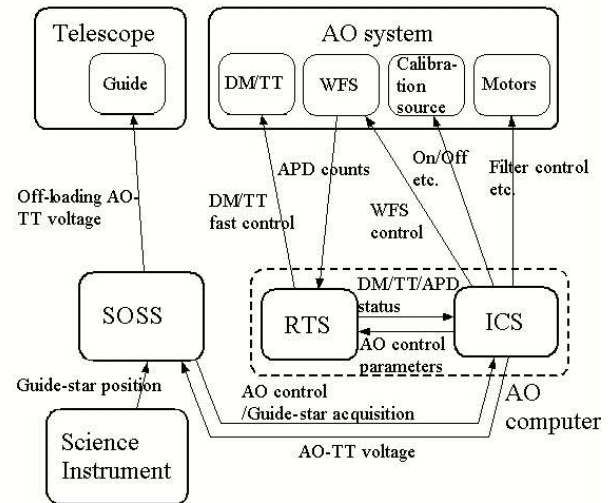 Telescope
AO system
Guide
DM/TT
WFS
Calibra-
tion
source
Motors
On/Off
etc.
Filter control
etc.
APD counts
Off-loading AO-
TT voltage
DM/TT
fast control
WFS
control
SOSS
RTS
DM/TT/APD
status
ICS
AO control
parameters
Guide-star position
AO control
/Guide-star acquisition
AO
computer
Science
Instrument
AO-TT voltage